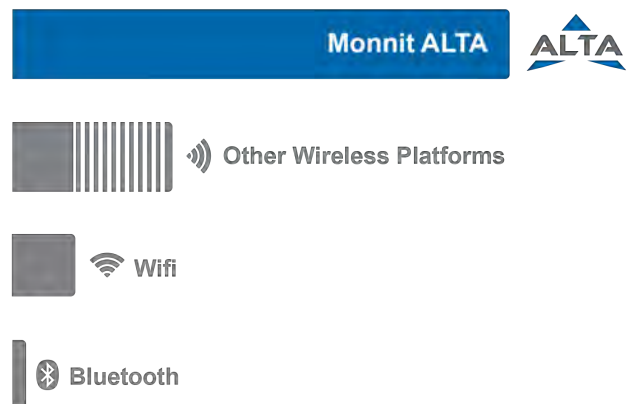 Monnit ALTA
ALTA
Other Wireless Platforms
Wifi
Bluetooth